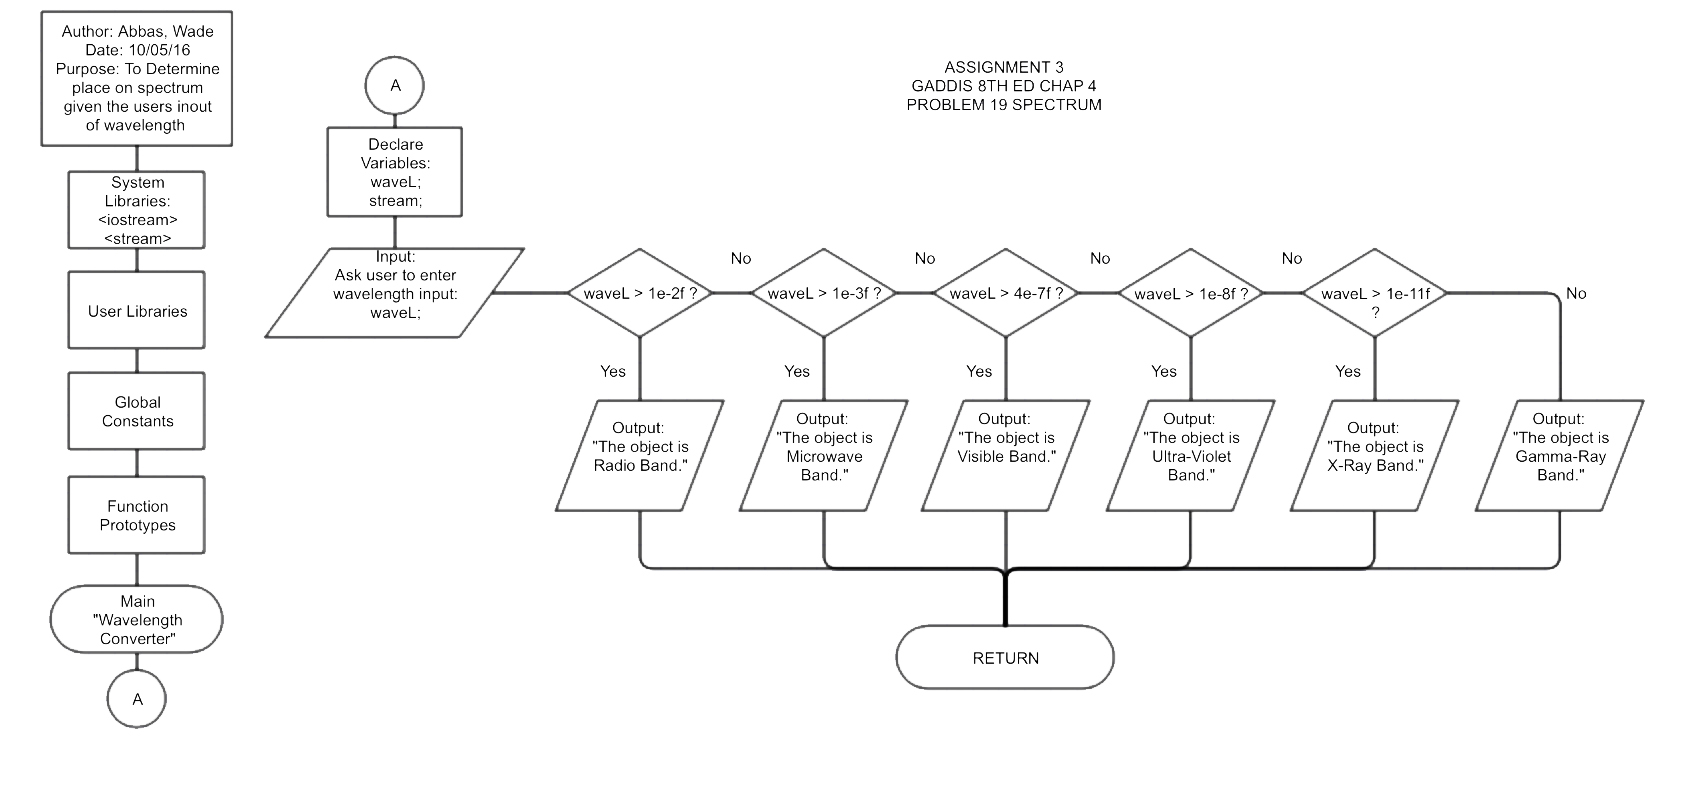 Author: Abbas, Wade
Date: 10/05/16
Purpose: To Determine
place on spectrum
given the users inout
of wavelength
System
Libraries:
<iostream>
<stream>
User Libraries
Global
Constants
Function
Prototypes
Main
"Wavelength
Converter"
A
A
Declare
Variables:
waveL;
stream;
Input:
Ask user to enter
wavelength input:
waveL;
ASSIGNMENT 3
GADDIS 8TH ED CHAP 4
PROBLEM 19 SPECTRUM
waveL > 1e-2f ?
No
waveL > 1e-3f ?
No
waveL > 4e-7f ?
No
waveL > 1e-8f ?
No
waveL > 1e-11f
?
No
Yes
Yes
Yes
Yes
Yes
Output:
"The object is
Radio Band."
Output:
"The object is
Microwave
Band."
Output:
"The object is
Visible Band."
Output:
"The object is
Ultra-Violet
Band."
Output:
"The object is
X-Ray Band."
Output:
"The object is
Gamma-Ray
Band."
RETURN